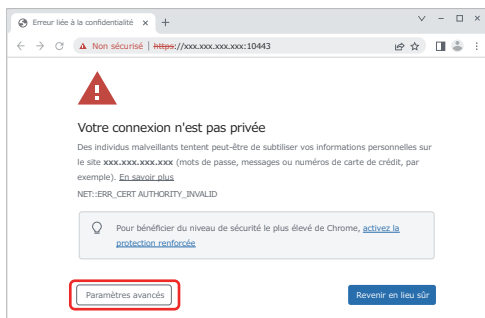 Erreur liée à la confidentialité
Non sécurisé | https://xxx.xxx.xxx.xxx:10443
Votre connexion n'est pas privée
Des individus malveillants tentent peut-être de subtiliser vos informations personnelles sur
le site xxx.xxx.xxx.xxx (mots de passe, messages ou numéros de carte de crédit, par
exemple). En savoir plus
NET::ERR_CERT AUTHORITY_INVALID
Pour bénéficier du niveau de sécurité le plus élevé de Chrome, activez la
protection renforcée
Paramètres avancés
Revenir en lieu sûr